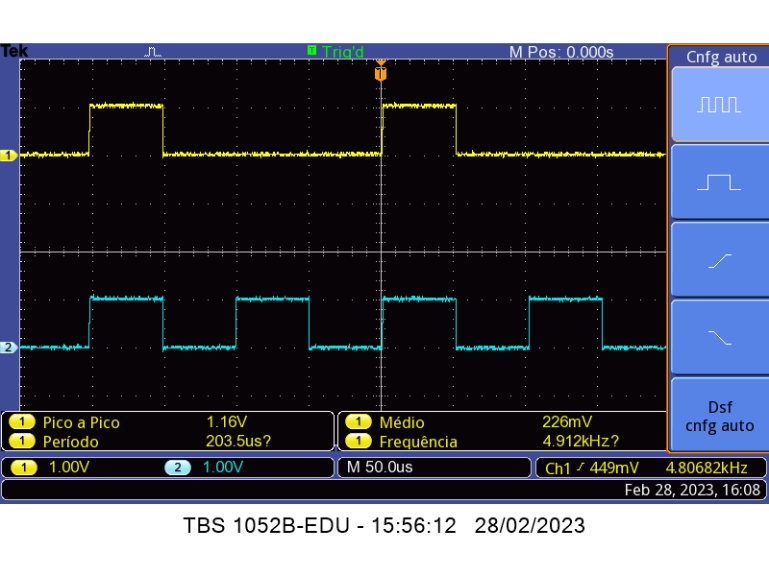 Tek T Trig'd M Pos: 0.000s Cnfg auto
T
1
2
1 Pico a Pico 1.16V 1 Médio 226mV
1 Período 203.5us? 1 Frequência 4.912kHz?
Dsf
cnfg auto
1 1.00V 2 1.00V M 50.0us Ch1 449mV 4.80682kHz
Feb 28, 2023, 16:08
TBS 1052B-EDU - 15:56:12 28/02/2023